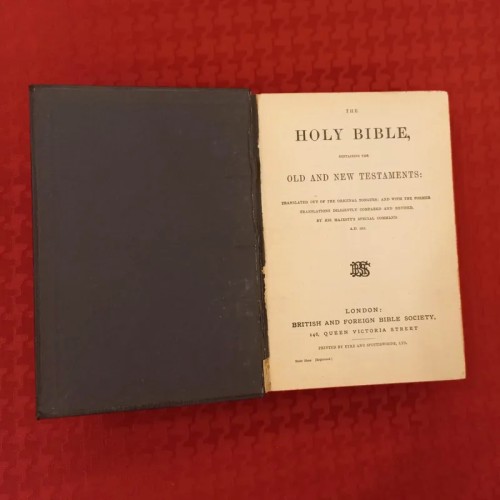 THE
HOLY BIBLE,
CONTAINING THE
OLD AND NEW TESTAMENTS:
TRANSLATED OUT OF THE ORIGINAL TONGUES; AND WITH THE FORMER
TRANSLATIONS DILIGENTLY COMPARED AND REVISED,
BY HIS MAJESTY'S SPECIAL COMMAND
A.D. 1611.
LONDON:
BRITISH AND FOREIGN BIBLE SOCIETY,
146, QUEEN VICTORIA STREET
PRINTED BY EYRE AND SPOTTISWOODE, LTD.